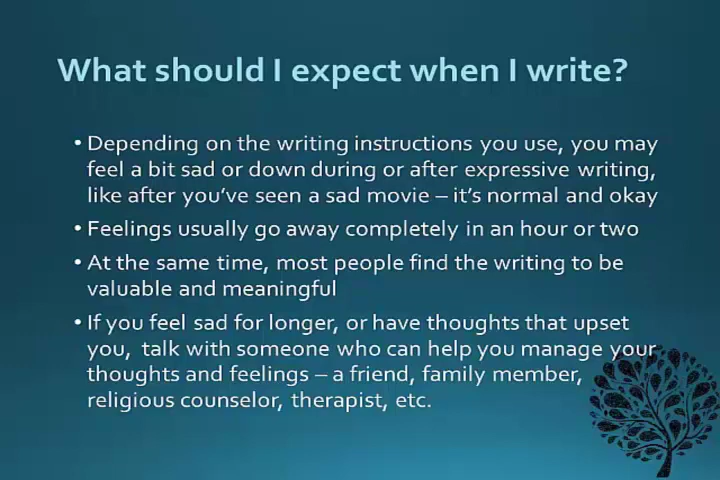 What should I expect when I write?
• Depending on the writing instructions you use, you may
feel a bit sad or down during or after expressive writing,
like after you've seen a sad movie – it's normal and okay
• Feelings usually go away completely in an hour or two
• At the same time, most people find the writing to be
valuable and meaningful
• If you feel sad for longer, or have thoughts that upset
you,  talk with someone who can help you manage your
thoughts and feelings – a friend, family member,
religious counselor, therapist, etc.